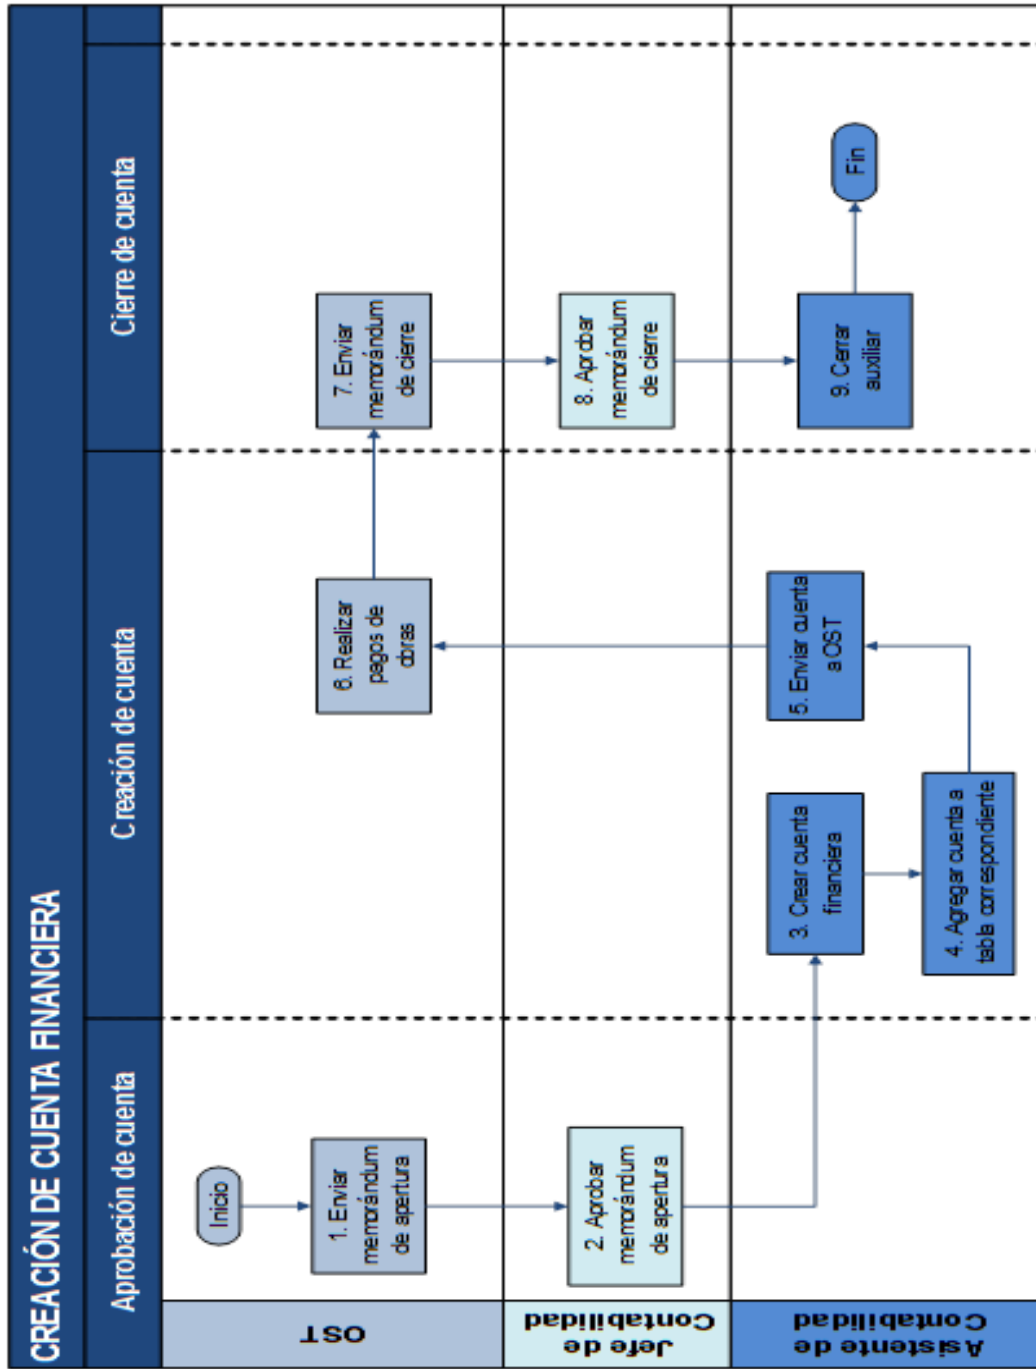 CREACIÓN DE CUENTA FINANCIERA
Aprobación de cuenta
Creación de cuenta
Cierre de cuenta
OST
Inicio
1. Enviar
memorándum
de apertura
6. Realizar
pagos de
obras
7. Enviar
memorándum
de cierre
Jefe de
Contabilidad
2. Aprobar
memorándum
de apertura
8. Aprobar
memorándum
de cierre
Asistente de
Contabilidad
3. Crear cuenta
financiera
4. Agregar cuenta a
tabla correspondiente
5. Enviar cuenta
a OST
9. Cerrar
auxiliar
Fin